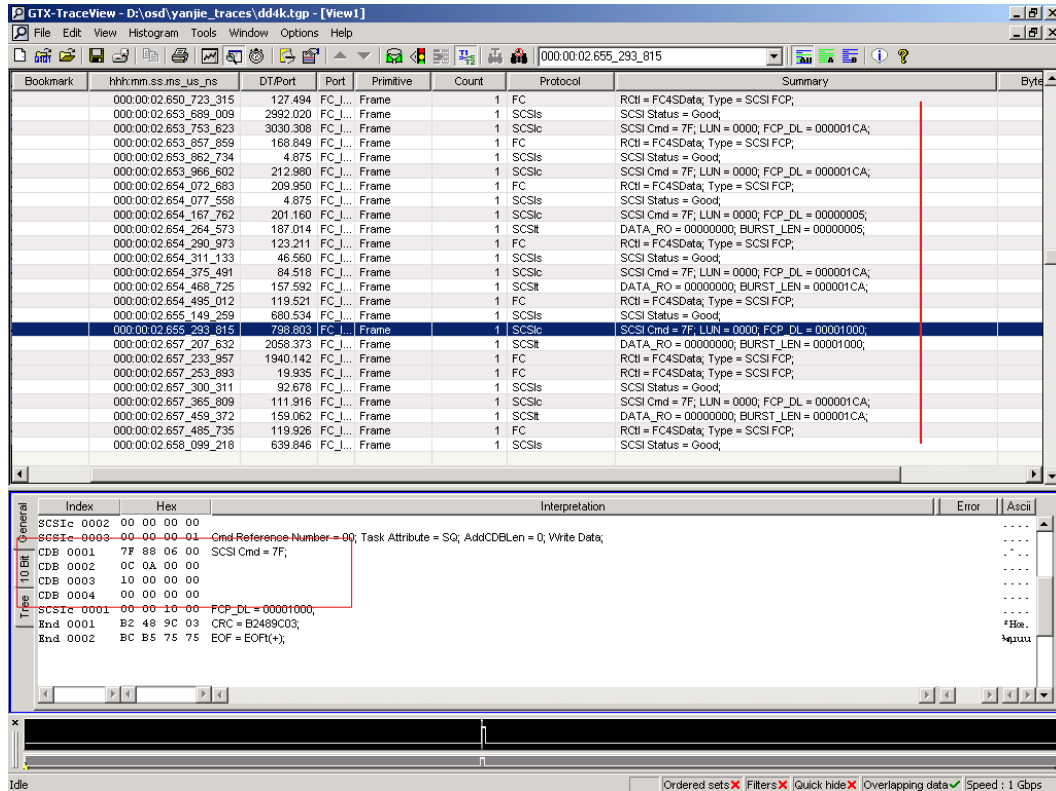 GTX-TraceView - D:\osd\yanjie_traces\dd4k.tgp - [View1]
File Edit View Histogram Tools Window Options Help
000:00:02.655_293_815
Bookmark hhh:mm.ss.ms_us_ns DT/Port Port Primitive Count Protocol Summary Byte
000:00:02.650_723_315 127.494 FC_I... Frame 1 FC RCtl = FC4SData; Type = SCSI FCP;
000:00:02.653_689_009 2992.020 FC_I... Frame 1 SCSIs SCSI Status = Good;
000:00:02.653_753_623 3030.308 FC_I... Frame 1 SCSIc SCSI Cmd = 7F; LUN = 0000; FCP_DL = 000001CA;
000:00:02.653_857_859 168.849 FC_I... Frame 1 FC RCtl = FC4SData; Type = SCSI FCP;
000:00:02.653_862_734 4.875 FC_I... Frame 1 SCSIs SCSI Status = Good;
000:00:02.653_966_602 212.980 FC_I... Frame 1 SCSIc SCSI Cmd = 7F; LUN = 0000; FCP_DL = 000001CA;
000:00:02.654_072_683 209.950 FC_I... Frame 1 FC RCtl = FC4SData; Type = SCSI FCP;
000:00:02.654_077_558 4.875 FC_I... Frame 1 SCSIs SCSI Status = Good;
000:00:02.654_167_762 201.160 FC_I... Frame 1 SCSIc SCSI Cmd = 7F; LUN = 0000; FCP_DL = 00000005;
000:00:02.654_264_573 187.014 FC_I... Frame 1 SCSIt DATA_RO = 00000000; BURST_LEN = 00000005;
000:00:02.654_290_973 123.211 FC_I... Frame 1 FC RCtl = FC4SData; Type = SCSI FCP;
000:00:02.654_311_133 46.560 FC_I... Frame 1 SCSIs SCSI Status = Good;
000:00:02.654_375_491 84.518 FC_I... Frame 1 SCSIc SCSI Cmd = 7F; LUN = 0000; FCP_DL = 000001CA;
000:00:02.654_468_725 157.592 FC_I... Frame 1 SCSIt DATA_RO = 00000000; BURST_LEN = 000001CA;
000:00:02.654_495_012 119.521 FC_I... Frame 1 FC RCtl = FC4SData; Type = SCSI FCP;
000:00:02.655_149_259 680.534 FC_I... Frame 1 SCSIs SCSI Status = Good;
000:00:02.655_293_815 798.803 FC_I... Frame 1 SCSIc SCSI Cmd = 7F; LUN = 0000; FCP_DL = 00001000;
000:00:02.657_207_632 2058.373 FC_I... Frame 1 SCSIt DATA_RO = 00000000; BURST_LEN = 00001000;
000:00:02.657_233_957 1940.142 FC_I... Frame 1 FC RCtl = FC4SData; Type = SCSI FCP;
000:00:02.657_253_893 19.935 FC_I... Frame 1 FC RCtl = FC4SData; Type = SCSI FCP;
000:00:02.657_300_311 92.678 FC_I... Frame 1 SCSIs SCSI Status = Good;
000:00:02.657_365_809 111.916 FC_I... Frame 1 SCSIc SCSI Cmd = 7F; LUN = 0000; FCP_DL = 000001CA;
000:00:02.657_459_372 159.062 FC_I... Frame 1 SCSIt DATA_RO = 00000000; BURST_LEN = 000001CA;
000:00:02.657_485_735 119.926 FC_I... Frame 1 FC RCtl = FC4SData; Type = SCSI FCP;
000:00:02.658_099_218 639.846 FC_I... Frame 1 SCSIs SCSI Status = Good;
General
10 Bit
Tree
Index Hex Interpretation Error Ascii
SCSIc 0002 00 00 00 00 ....
SCSIc 0003 00 00 00 01 Cmd Reference Number = 00; Task Attribute = SQ; AddCDBLen = 0; Write Data; ....
CDB 0001 7F 88 06 00 SCSI Cmd = 7F; .ˆ..
CDB 0002 0C 0A 00 00 ....
CDB 0003 10 00 00 00 ....
CDB 0004 00 00 00 00 ....
SCSIc 0001 00 00 10 00 FCP_DL = 00001000; ....
End 0001 B2 48 9C 03 CRC = B2489C03; ²Hœ.
End 0002 BC B5 75 75 EOF = EOFt(+); ¼µuu
Idle Ordered sets Filters Quick hide Overlapping data Speed : 1 Gbps